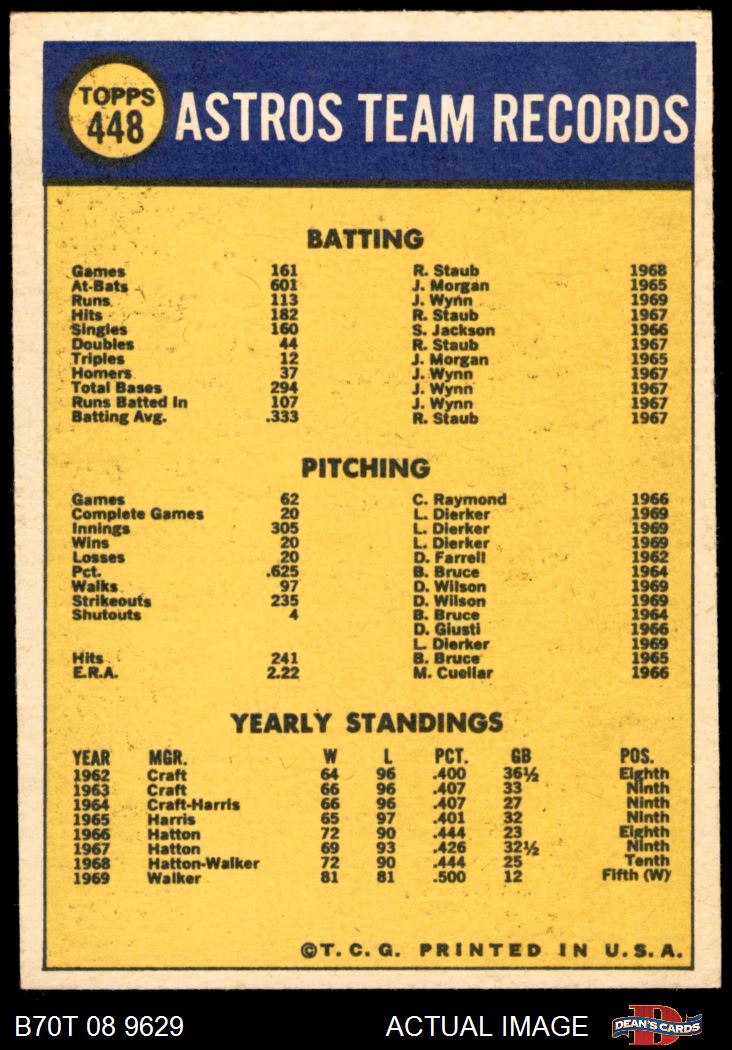 TOPPS
448
ASTROS TEAM RECORDS
BATTING
Games 161 R. Staub 1968
At-Bats 601 J. Morgan 1965
Runs 113 J. Wynn 1969
Hits 182 R. Staub 1967
Singles 160 S. Jackson 1966
Doubles 44 R. Staub 1967
Triples 12 J. Morgan 1965
Homers 37 J. Wynn 1967
Total Bases 294 J. Wynn 1967
Runs Batted In 107 J. Wynn 1967
Batting Avg. .333 R. Staub 1967
PITCHING
Games 62 C. Raymond 1966
Complete Games 20 L. Dierker 1969
Innings 305 L. Dierker 1969
Wins 20 L. Dierker 1969
Losses 20 D. Farrell 1962
Pct. .625 B. Bruce 1964
Walks 97 D. Wilson 1969
Strikeouts 235 D. Wilson 1969
Shutouts 4 B. Bruce 1964
D. Giusti 1966
L. Dierker 1969
Hits 241 B. Bruce 1965
E.R.A. 2.22 M. Cuellar 1966
YEARLY STANDINGS
YEAR MGR. W L PCT. GB POS.
1962 Craft 64 96 .400 36½ Eighth
1963 Craft 66 96 .407 33 Ninth
1964 Craft-Harris 66 96 .407 27 Ninth
1965 Harris 65 97 .401 32 Ninth
1966 Hatton 72 90 .444 23 Eighth
1967 Hatton 69 93 .426 32½ Ninth
1968 Hatton-Walker 72 90 .444 25 Tenth
1969 Walker 81 81 .500 12 Fifth (W)
©T. C. G. PRINTED IN U. S. A.
B70T 08 9629 ACTUAL IMAGE D DEAN'S CARDS